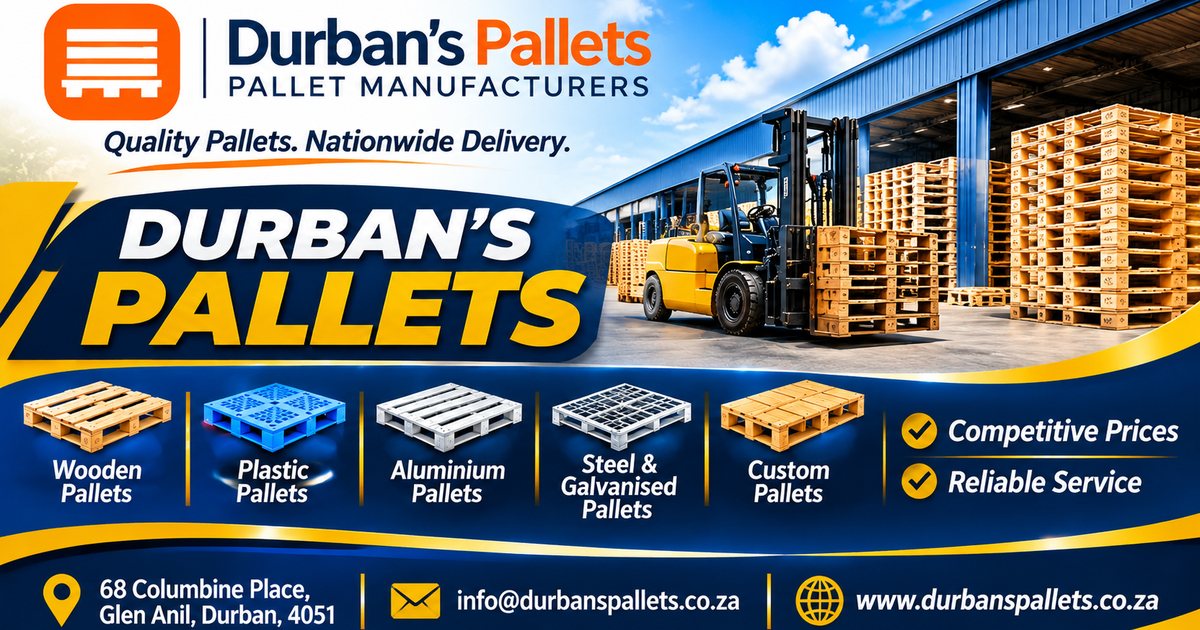 Durban's Pallets
PALLET MANUFACTURERS
Quality Pallets. Nationwide Delivery.
DURBAN'S
PALLETS
Wooden
Pallets
Plastic
Pallets
Aluminium
Pallets
Steel &
Galvanised
Pallets
Custom
Pallets
Competitive Prices
Reliable Service
68 Columbine Place,
Glen Anil, Durban, 4051
info@durbanspallets.co.za
www.durbanspallets.co.za